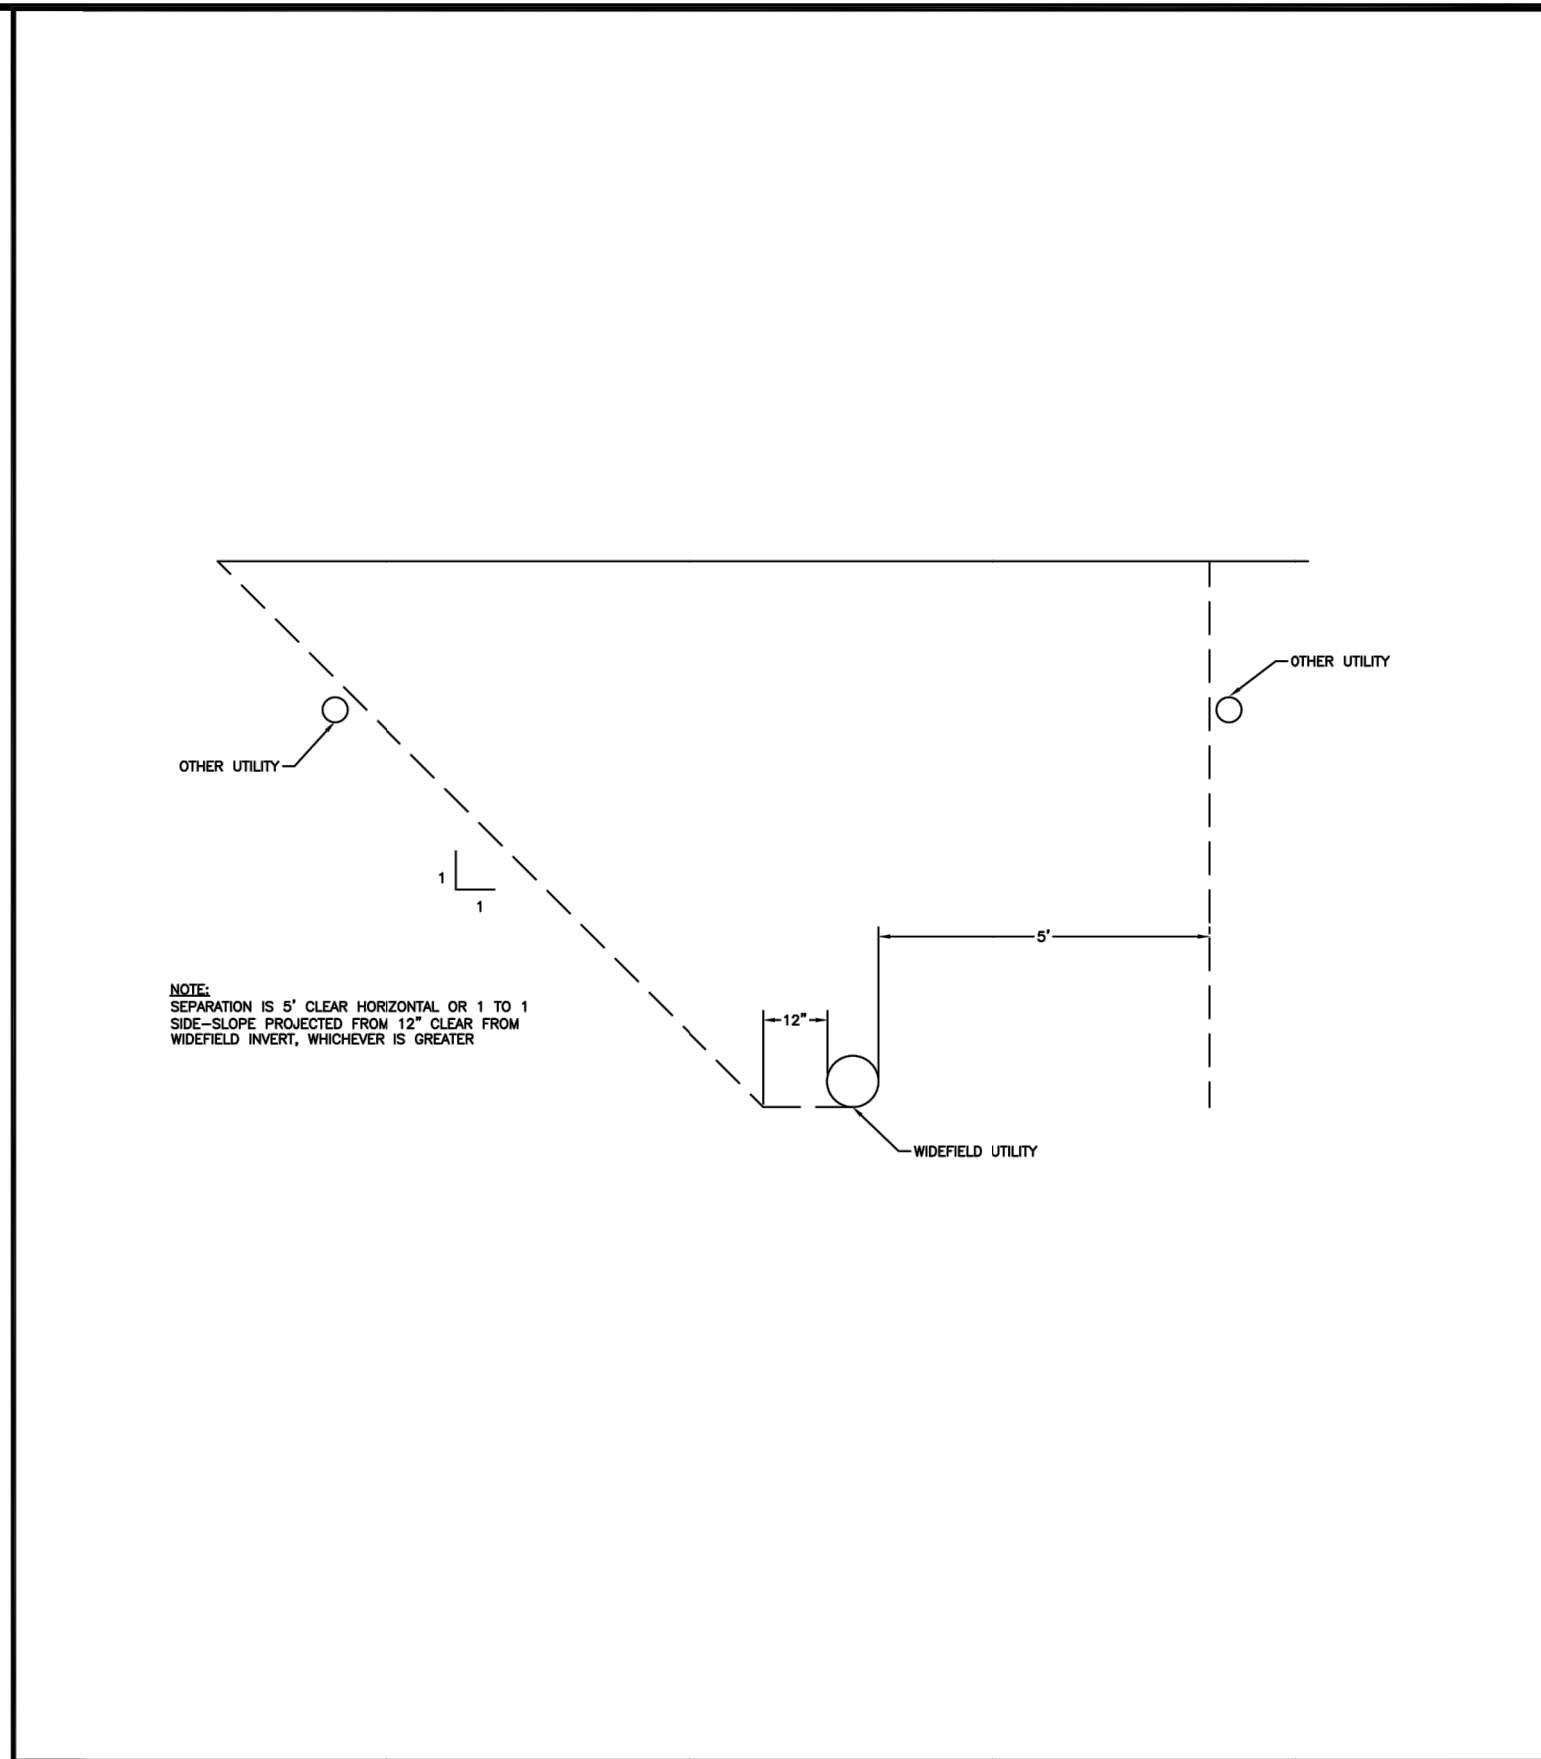 OTHER UTILITY
OTHER UTILITY
1
1
5'
NOTE:
SEPARATION IS 5' CLEAR HORIZONTAL OR 1 TO 1
SIDE-SLOPE PROJECTED FROM 12" CLEAR FROM
WIDEFIELD INVERT, WHICHEVER IS GREATER
12"
WIDEFIELD UTILITY